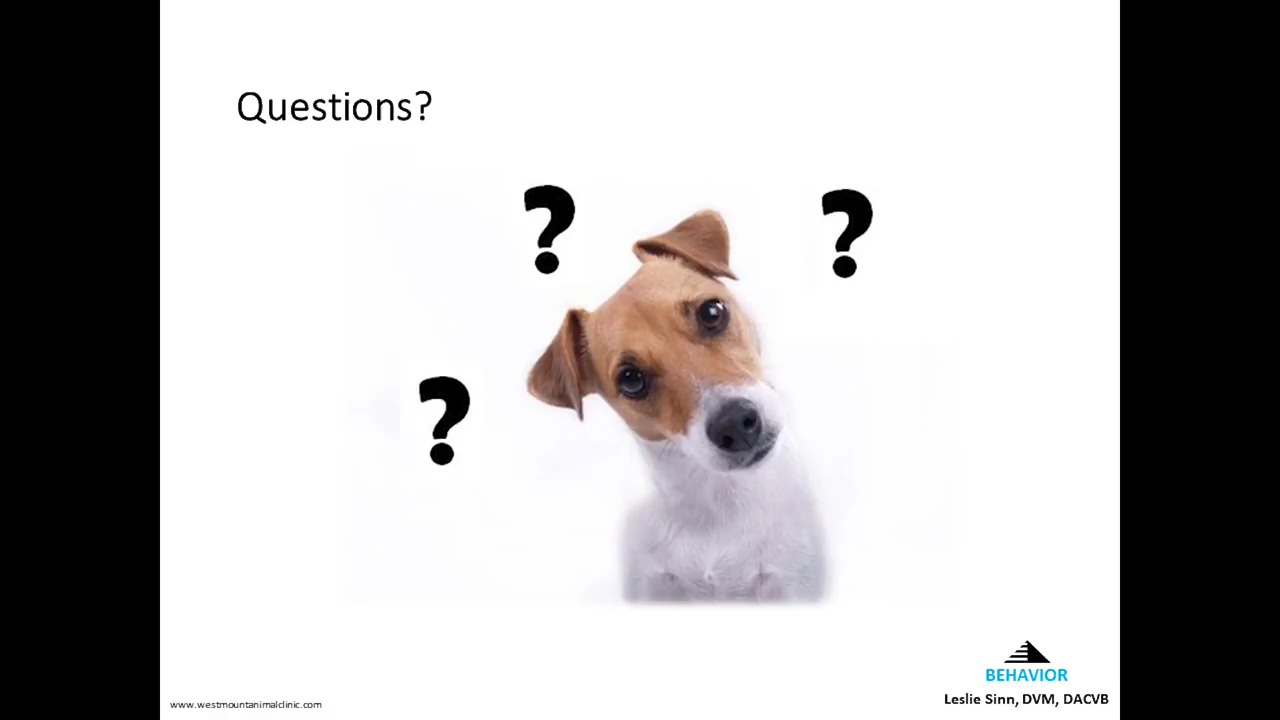 Questions?
?
?
?
BEHAVIOR
Leslie Sinn, DVM, DACVB
www.westmountanimalclinic.com